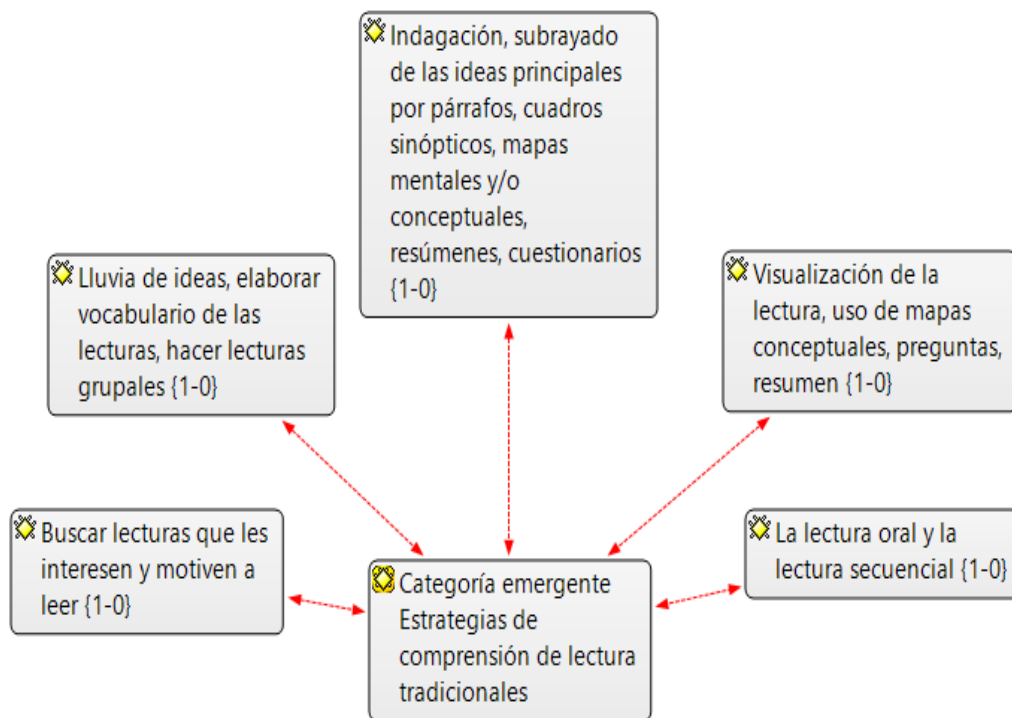 Indagación, subrayado
de las ideas principales
por párrafos, cuadros
sinópticos, mapas
mentales y/o
conceptuales,
resúmenes, cuestionarios
{1-0}
Lluvia de ideas, elaborar
vocabulario de las
lecturas, hacer lecturas
grupales {1-0}
Visualización de la
lectura, uso de mapas
conceptuales, preguntas,
resumen {1-0}
Buscar lecturas que les
interesen y motiven a
leer {1-0}
Categoría emergente
Estrategias de
comprensión de lectura
tradicionales
La lectura oral y la
lectura secuencial {1-0}